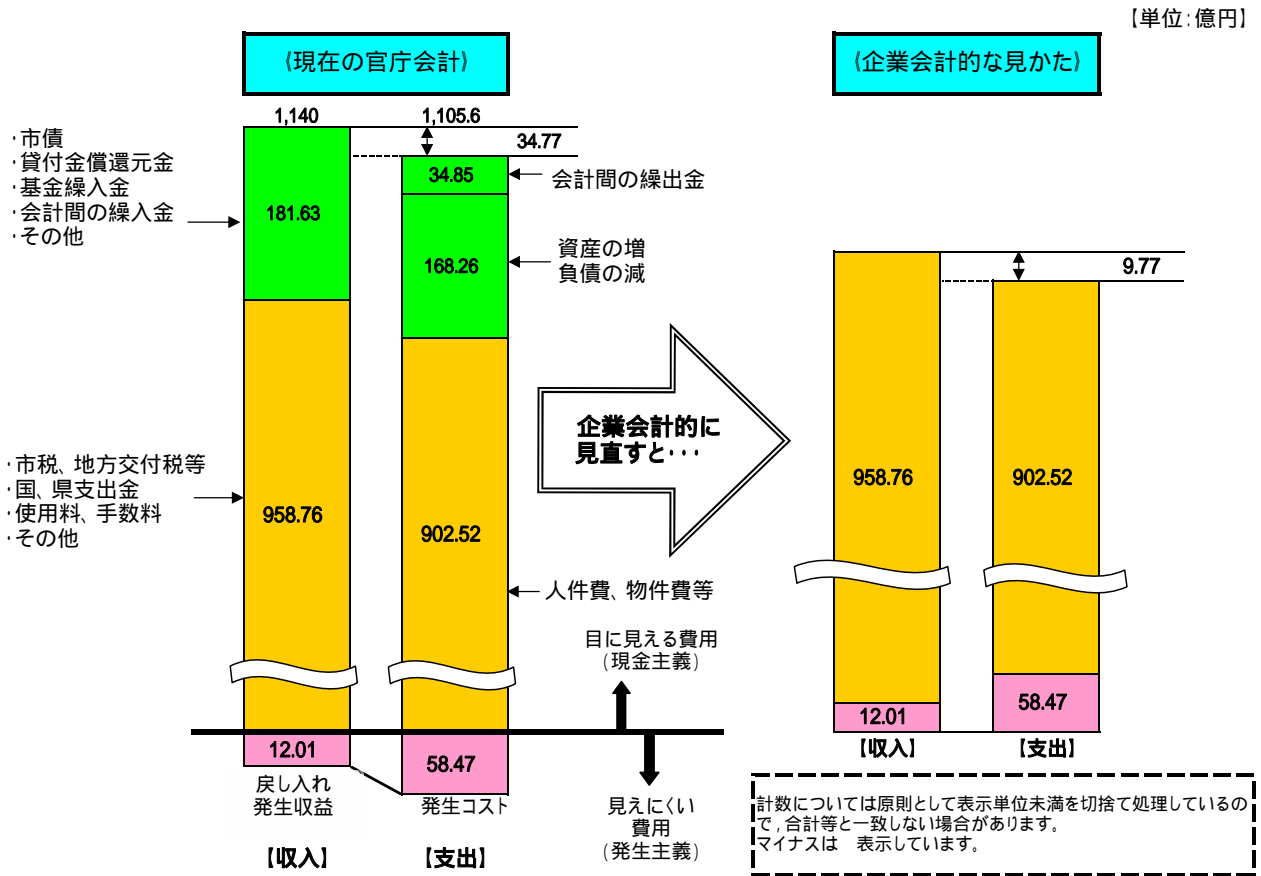 【単位：億円】
《現在の官庁会計》
《企業会計的な見かた》
1,140
1,105.6
34.77
・市債
・貸付金償還元金
・基金繰入金
・会計間の繰入金
・その他
181.63
34.85
会計間の繰出金
168.26
資産の増
負債の減
9.77
企業会計的に
見直すと・・・
・市税、地方交付税等
・国、県支出金
・使用料、手数料
・その他
958.76
902.52
958.76
902.52
人件費、物件費等
目に見える費用
(現金主義)
12.01
58.47
12.01
58.47
【収入】
【支出】
戻し入れ
発生収益
発生コスト
見えにくい
費用
(発生主義)
【収入】
【支出】
計数については原則として表示単位未満を切捨て処理しているの
で，合計等と一致しない場合があります。
マイナスは　表示しています。